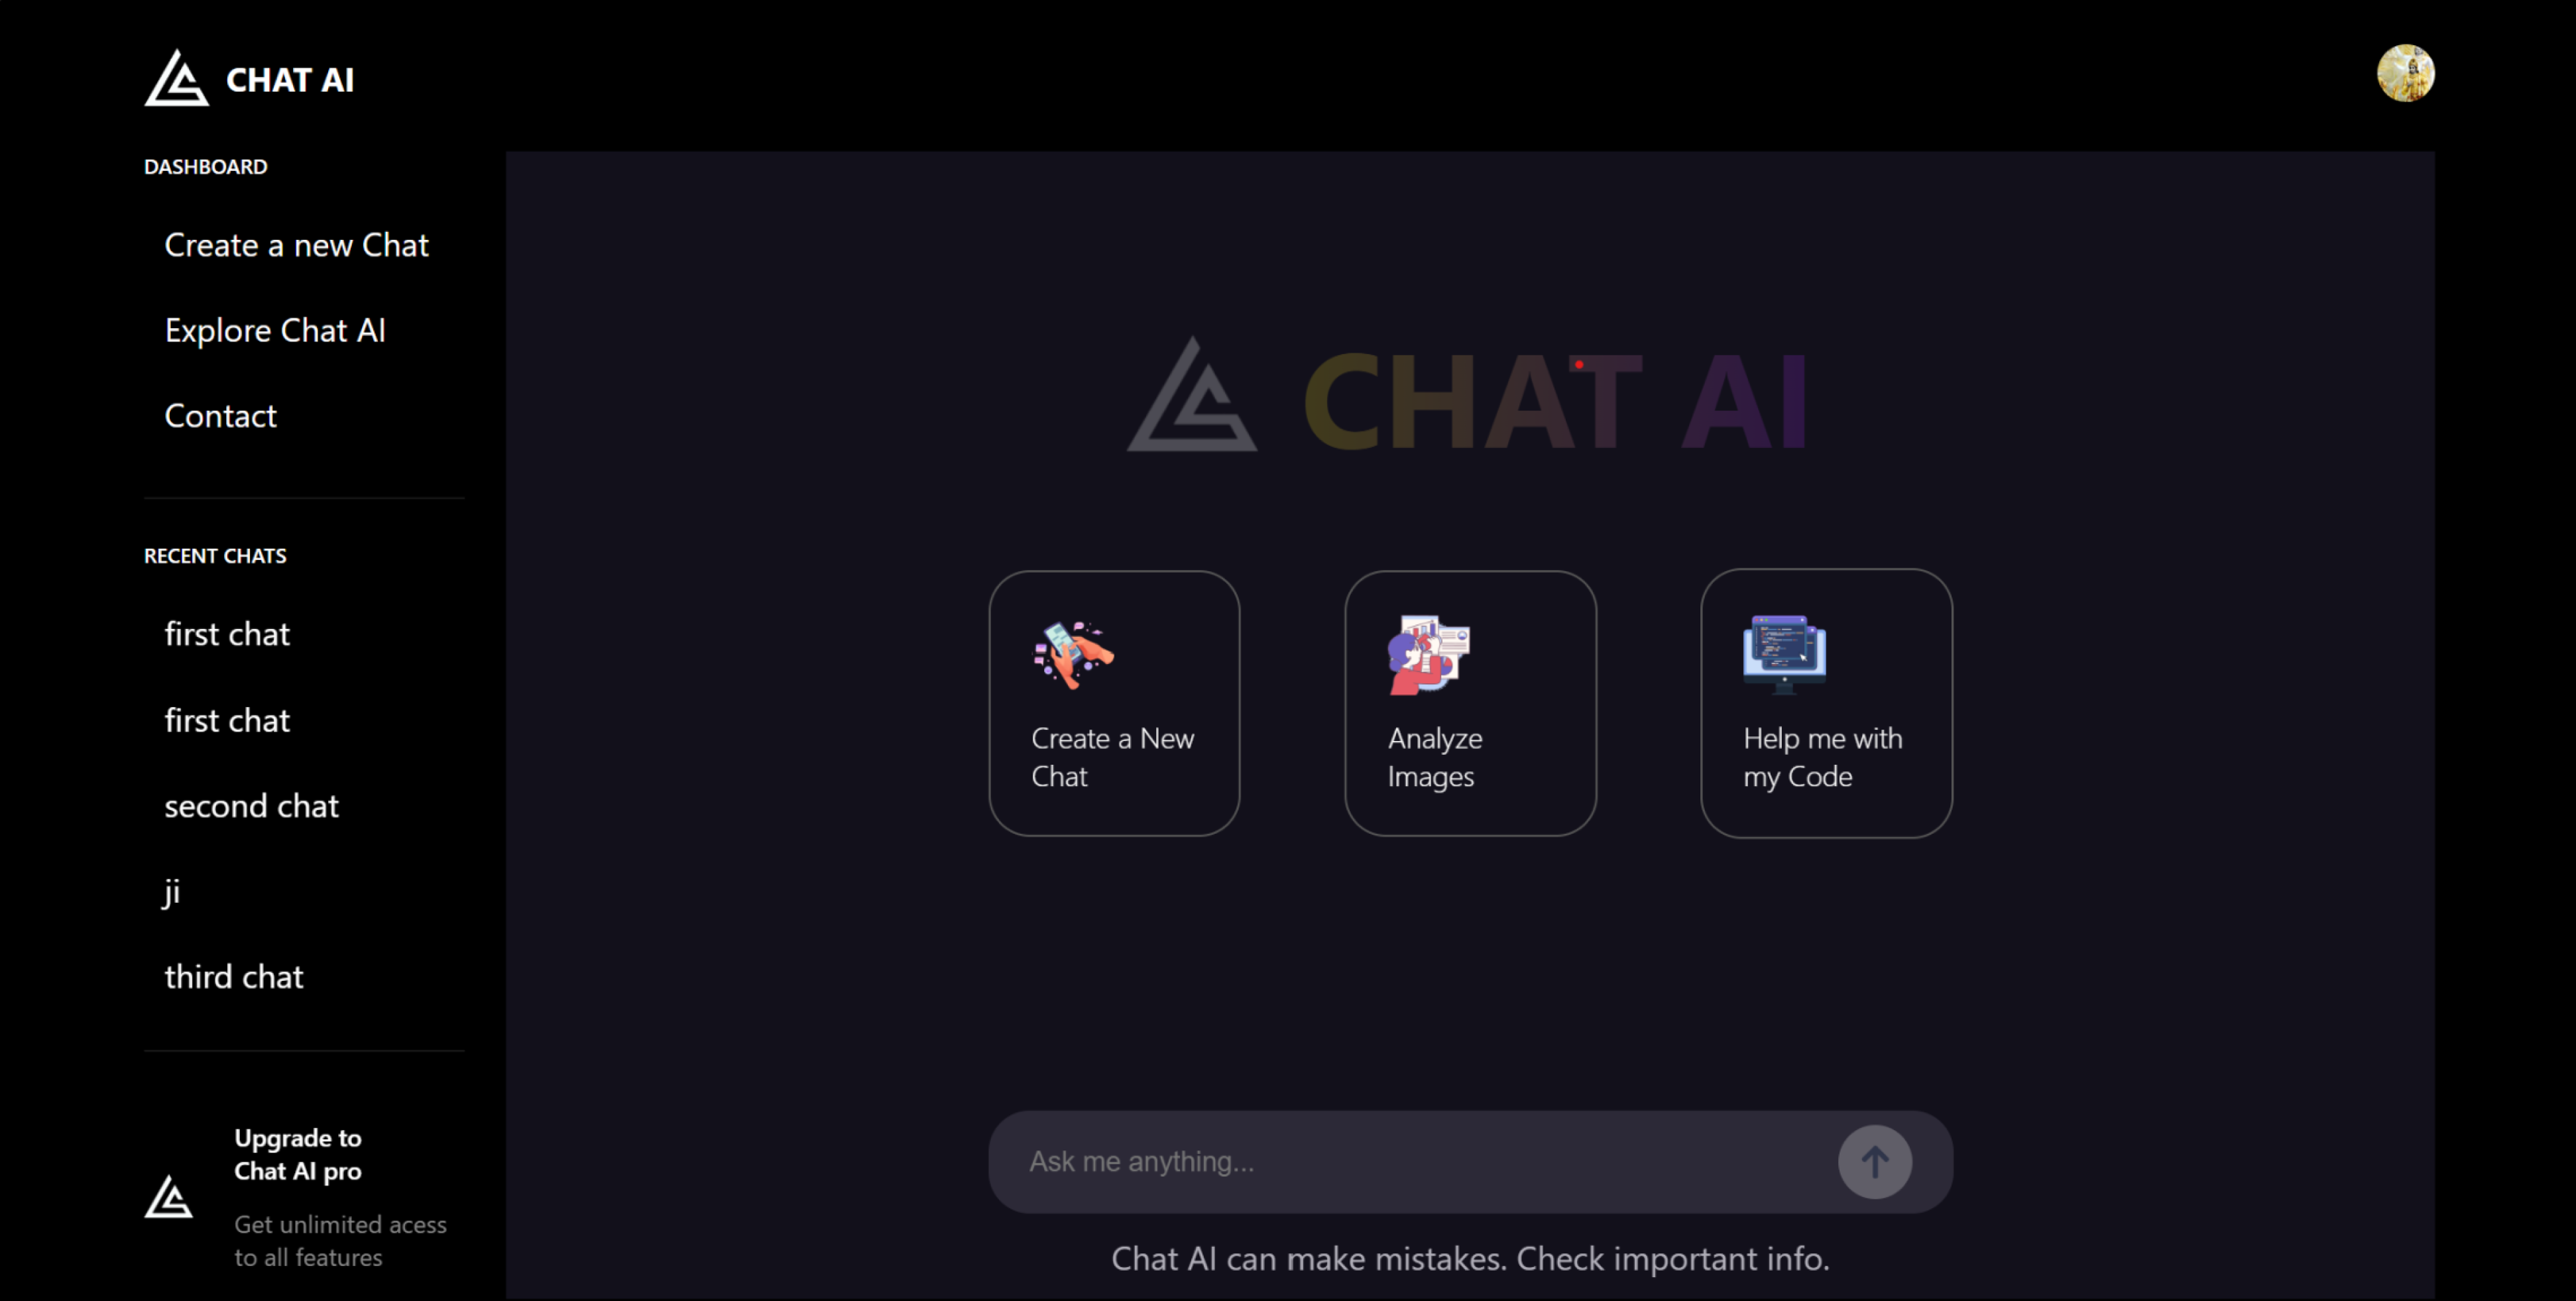 CHAT AI
DASHBOARD
Create a new Chat
Explore Chat AI
Contact
RECENT CHATS
first chat
first chat
second chat
ji
third chat
Upgrade to
Chat AI pro
Get unlimited acess
to all features
CHAT AI
Create a New
Chat
Analyze
Images
Help me with
my Code
Ask me anything...
Chat AI can make mistakes. Check important info.